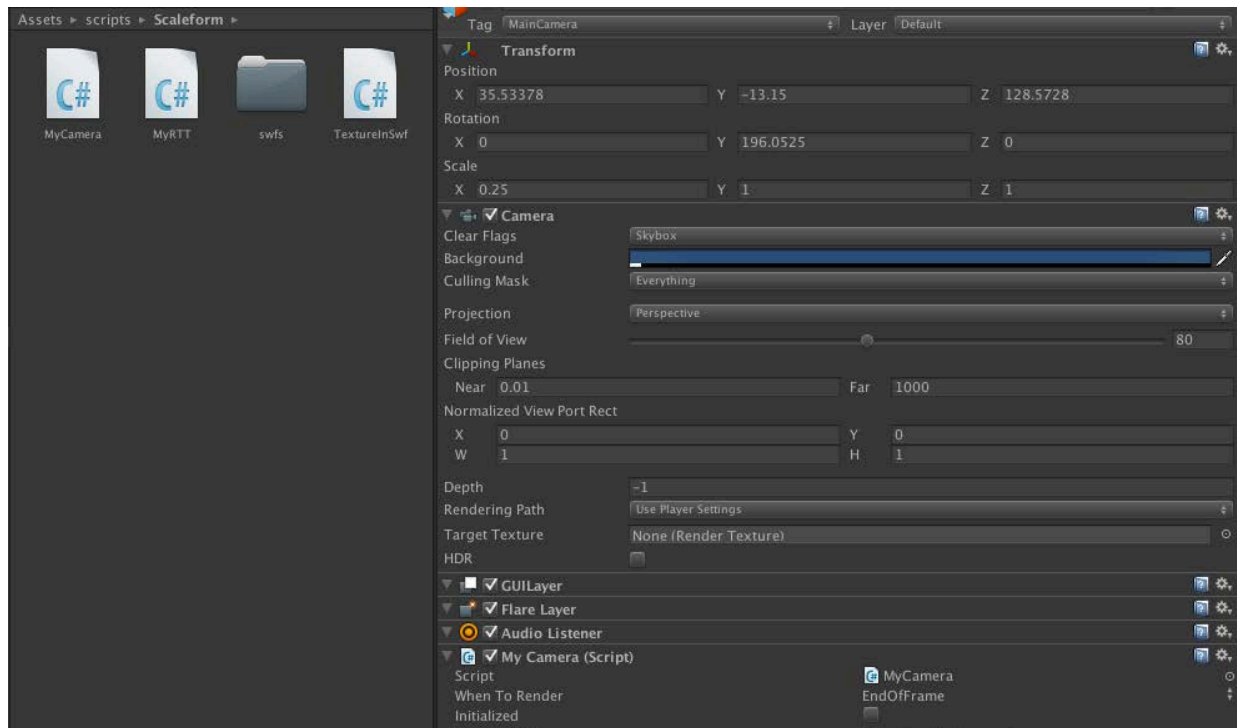 Assets ▸ scripts ▸ Scaleform ▸
C# C# C#
MyCamera MyRTT swfs TextureInSwf
Tag MainCamera Layer Default
Transform
Position
X 35.53378 Y -13.15 Z 128.5728
Rotation
X 0 Y 196.0525 Z 0
Scale
X 0.25 Y 1 Z 1
Camera
Clear Flags Skybox
Background
Culling Mask Everything
Projection Perspective
Field of View 80
Clipping Planes
Near 0.01 Far 1000
Normalized View Port Rect
X 0 Y 0
W 1 H 1
Depth -1
Rendering Path Use Player Settings
Target Texture None (Render Texture)
HDR
GUILayer
Flare Layer
Audio Listener
My Camera (Script)
Script MyCamera
When To Render EndOfFrame
Initialized